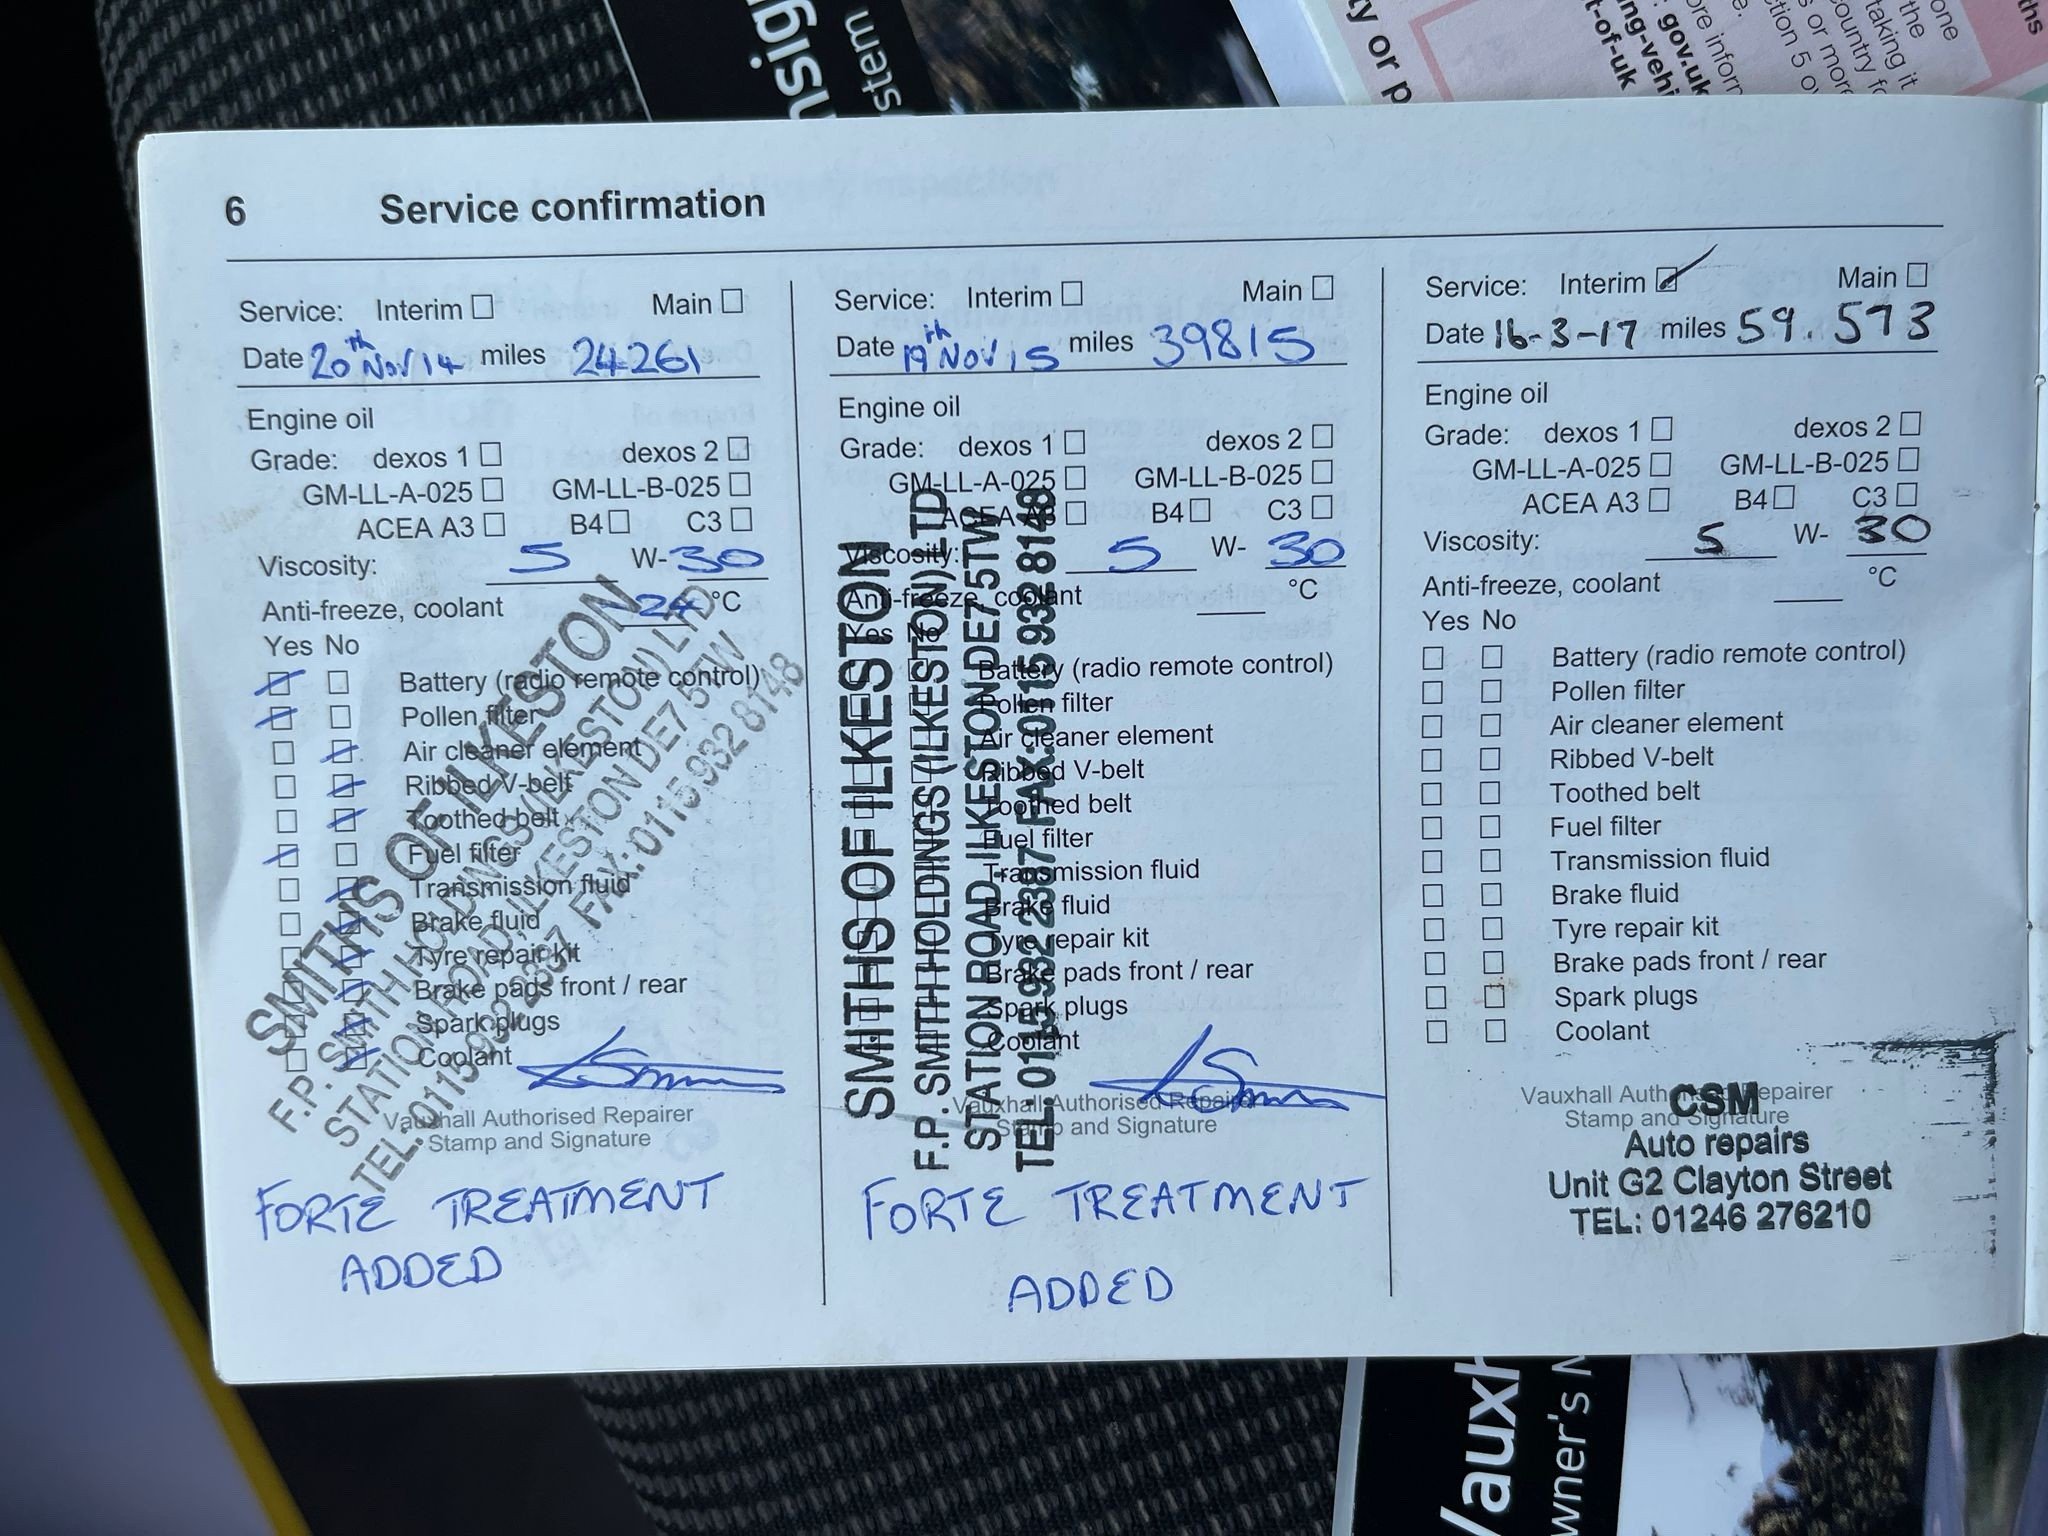 6 Service confirmation
Service: Interim Main
Date 20th Nov 14 miles 24261
Engine oil
Grade: dexos 1 dexos 2
GM-LL-A-025 GM-LL-B-025
ACEA A3 B4 C3
Viscosity: 5 W- 30
Anti-freeze, coolant -24 °C
Yes No
Battery (radio remote control)
Pollen filter
Air cleaner element
Ribbed V-belt
Toothed belt
Fuel filter
Transmission fluid
Brake fluid
Tyre repair kit
Brake pads front / rear
Spark plugs
Coolant
Vauxhall Authorised Repairer
Stamp and Signature
SMITHS OF ILKESTON
F.P. SMITH HOLDINGS (ILKESTON) LTD
STATION ROAD, ILKESTON DE7 5TW
TEL: 0115 932 2387 FAX: 0115 932 8148
FORTE TREATMENT
ADDED
Service: Interim Main
Date 19th Nov 15 miles 39815
Engine oil
Grade: dexos 1 dexos 2
GM-LL-A-025 GM-LL-B-025
ACEA A3 B4 C3
Viscosity: 5 W- 30
Anti-freeze, coolant °C
Yes No
Battery (radio remote control)
Pollen filter
Air cleaner element
Ribbed V-belt
Toothed belt
Fuel filter
Transmission fluid
Brake fluid
Tyre repair kit
Brake pads front / rear
Spark plugs
Coolant
Vauxhall Authorised Repairer
Stamp and Signature
SMITHS OF ILKESTON
F.P. SMITH HOLDINGS (ILKESTON) LTD
STATION ROAD, ILKESTON DE7 5TW
TEL: 0115 932 2387 FAX: 0115 932 8148
FORTE TREATMENT
ADDED
Service: Interim Main
Date 16-3-17 miles 59.573
Engine oil
Grade: dexos 1 dexos 2
GM-LL-A-025 GM-LL-B-025
ACEA A3 B4 C3
Viscosity: 5 W- 30
Anti-freeze, coolant °C
Yes No
Battery (radio remote control)
Pollen filter
Air cleaner element
Ribbed V-belt
Toothed belt
Fuel filter
Transmission fluid
Brake fluid
Tyre repair kit
Brake pads front / rear
Spark plugs
Coolant
Vauxhall Authorised Repairer
Stamp and Signature
CSM
Auto repairs
Unit G2 Clayton Street
TEL: 01246 276210